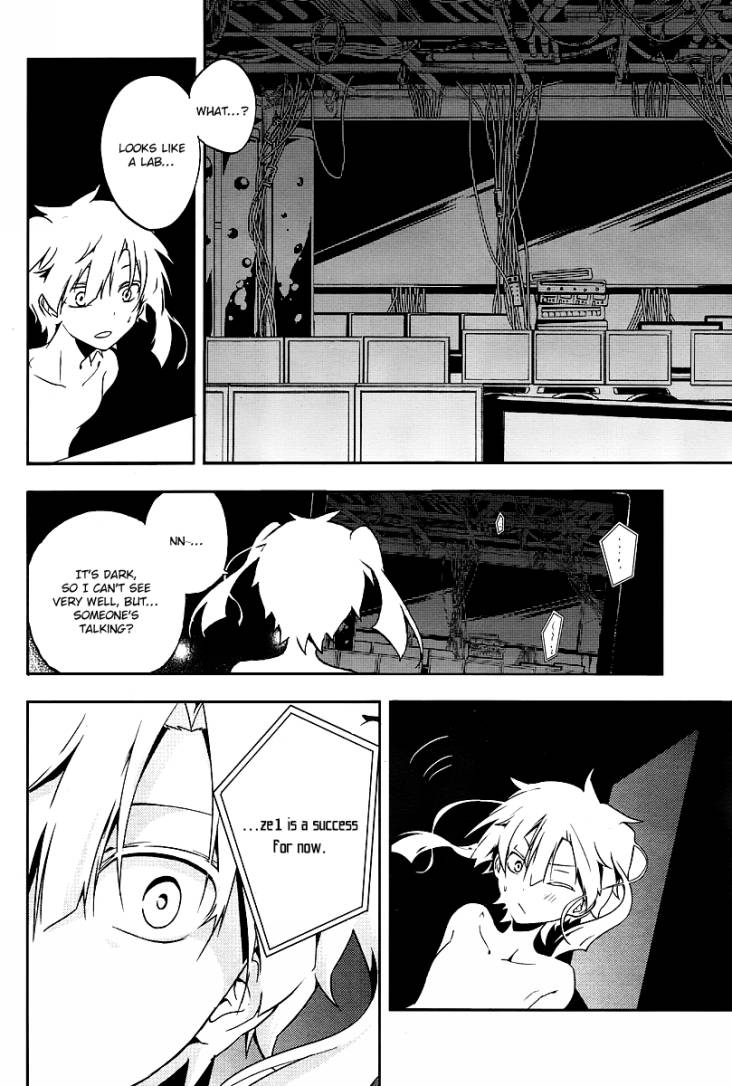 WHAT...?
LOOKS LIKE
A LAB...
NN~...
IT'S DARK,
SO I CAN'T SEE
VERY WELL, BUT...
SOMEONE'S
TALKING?
...zel is a success
for now.